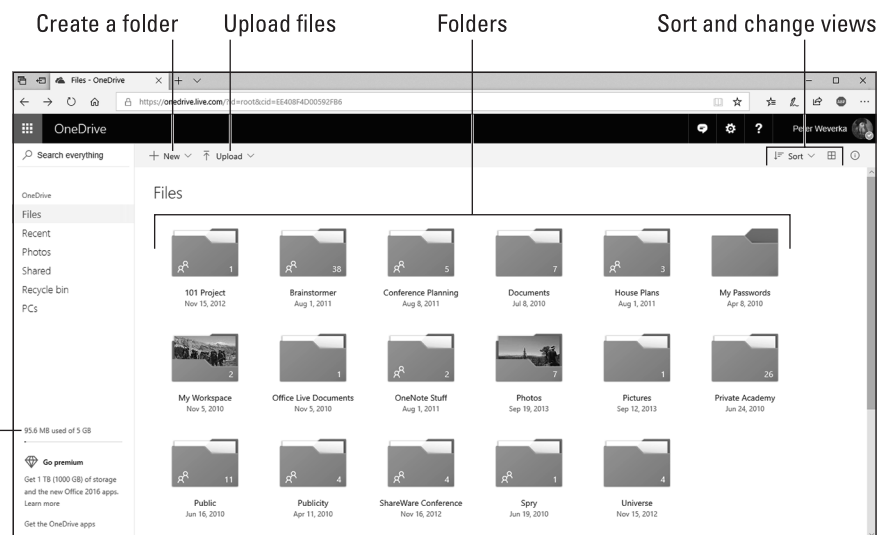 Create a folder Upload files Folders Sort and change views
Files - OneDrive
https://onedrive.live.com/?id=root&cid=EE408F4D00592FB6
OneDrive ? Peter Weverka
Search everything New Upload Sort
OneDrive
Files
Recent
Photos
Shared
Recycle bin
PCs
95.6 MB used of 5 GB
Go premium
Get 1 TB (1000 GB) of storage
and the new Office 2016 apps.
Learn more
Get the OneDrive apps
Files
1 38 5 7 3
101 Project Brainstormer Conference Planning Documents House Plans My Passwords
Nov 15, 2012 Aug 1, 2011 Aug 8, 2011 Jul 8, 2010 Aug 1, 2011 Apr 8, 2010
2 1 2 7 1 26
My Workspace Office Live Documents OneNote Stuff Photos Pictures Private Academy
Nov 5, 2010 Nov 5, 2010 Aug 1, 2011 Sep 19, 2013 Sep 12, 2013 Jun 24, 2010
11 4 4 1 4
Public Publicity ShareWare Conference Spry Universe
Jun 16, 2010 Apr 11, 2010 Nov 16, 2012 Jun 19, 2010 Nov 15, 2012